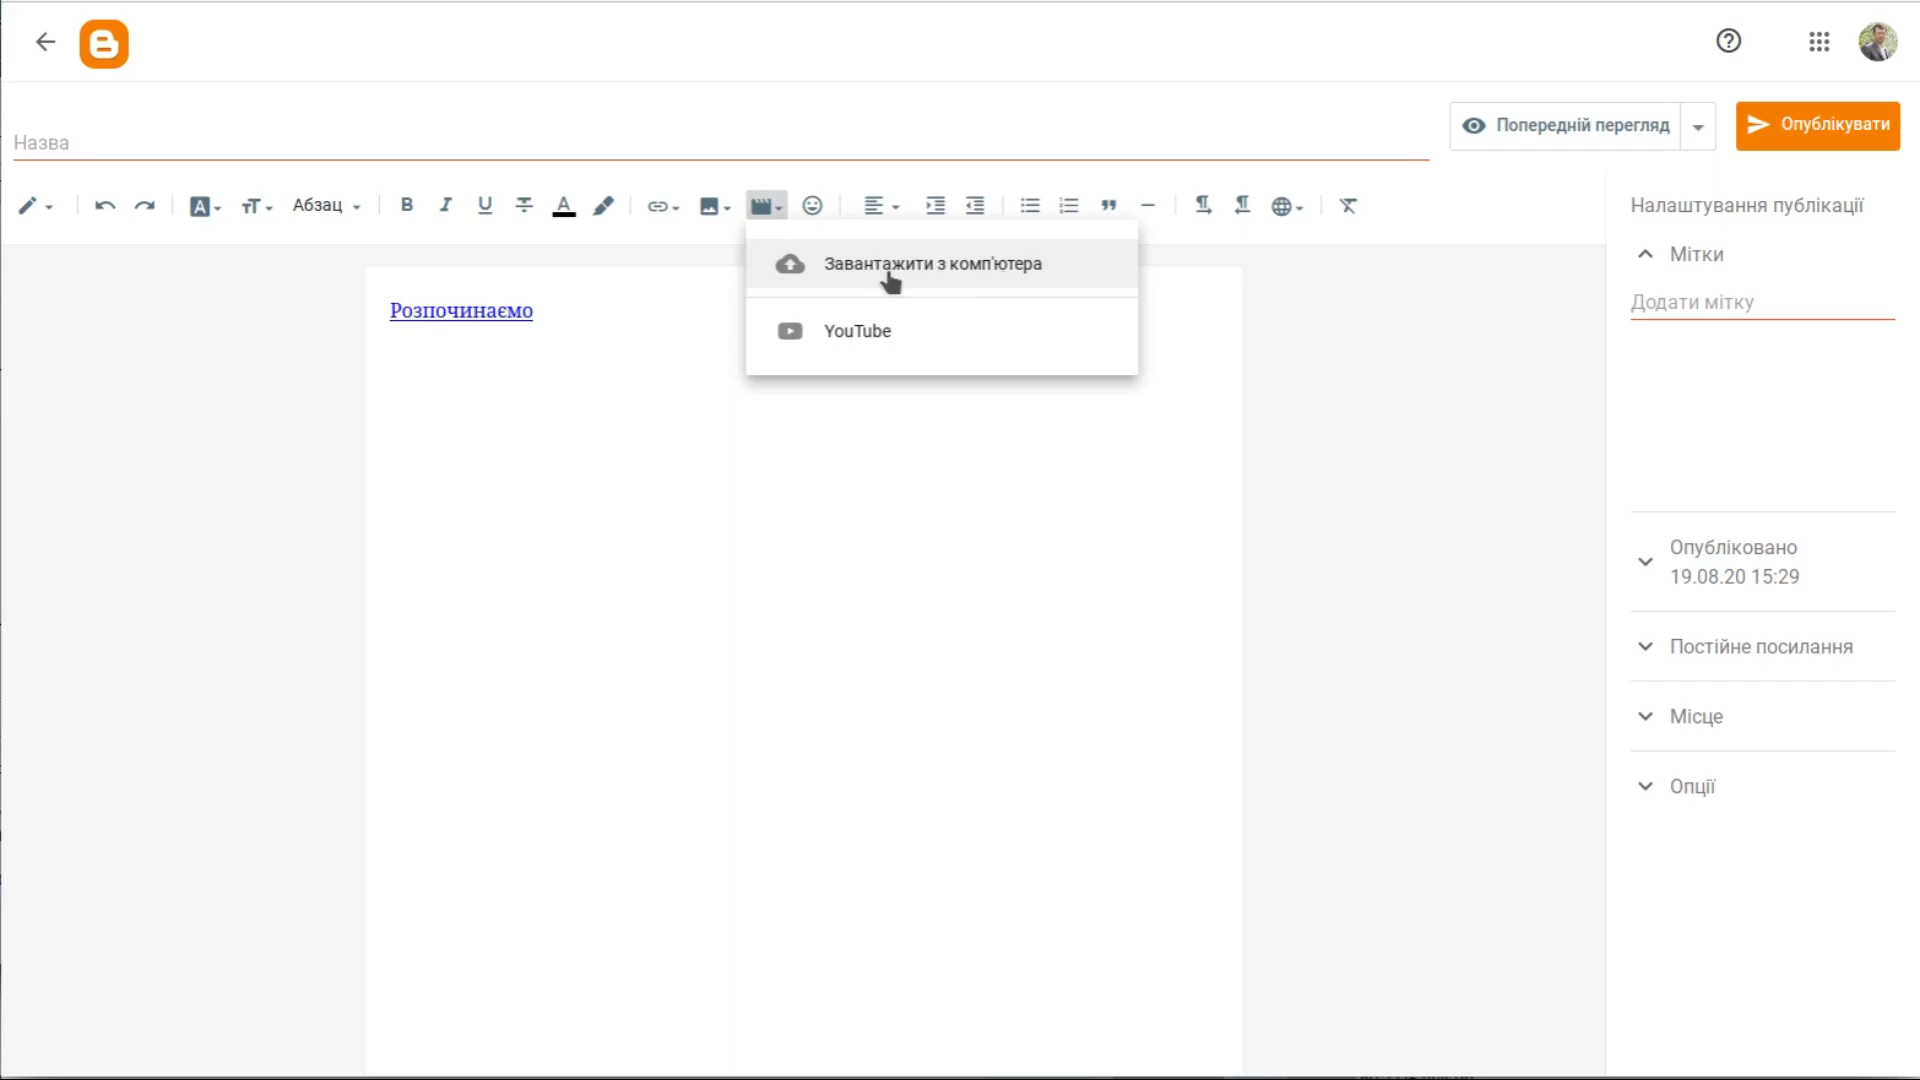 Назва
Попередній перегляд
Опублікувати
Абзац
Завантажити з комп'ютера
YouTube
Розпочинаємо
Налаштування публікації
Мітки
Додати мітку
Опубліковано
19.08.20 15:29
Постійне посилання
Місце
Опції